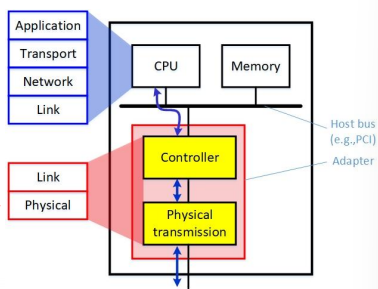 Application
Transport
Network
Link
CPU
Memory
Host bus
(e.g.,PCI)
Adapter
Controller
Link
Physical
Physical
transmission